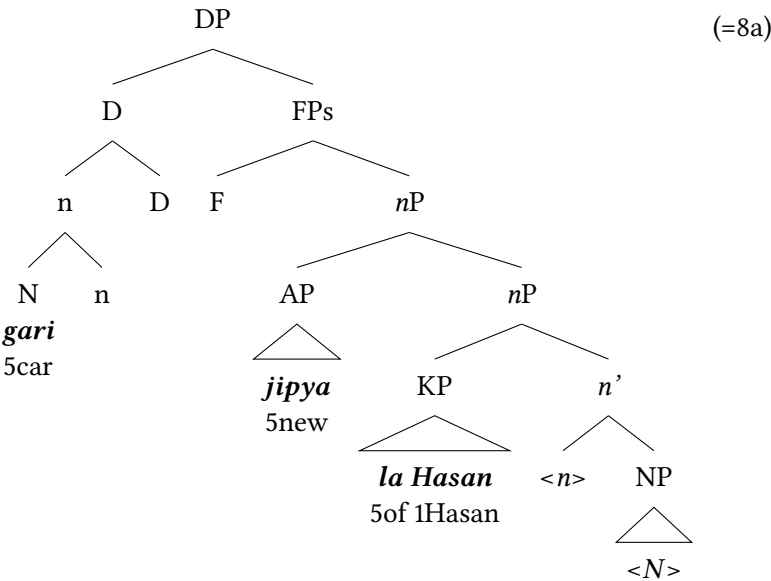 DP (=8a)
D FPs
n D F nP
N n AP nP
gari
5car
jipya KP n’
5new
la Hasan <n> NP
5of 1Hasan
<N>